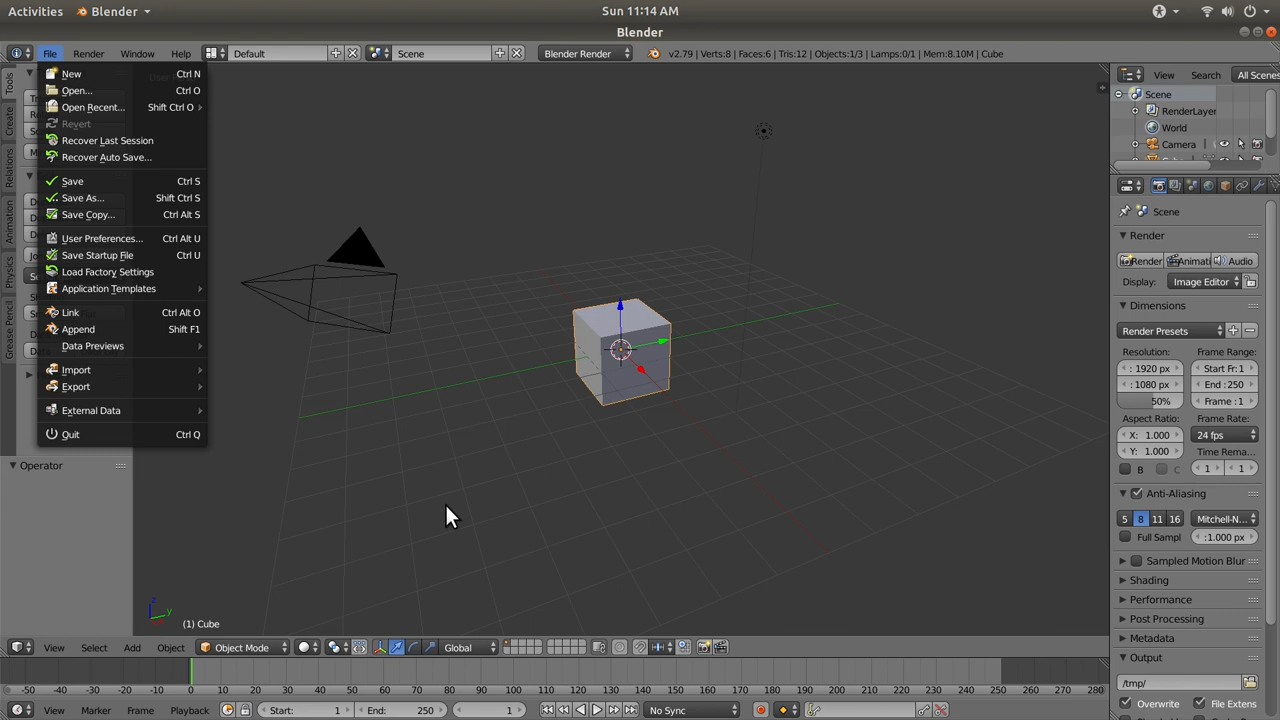 Activities Blender Sun 11:14 AM
Blender
File Render Window Help Default Scene Blender Render v2.79 | Verts:8 | Faces:6 | Tris:12 | Objects:1/3 | Lamps:0/1 | Mem:8.10M | Cube
New Ctrl N
Open... Ctrl O
Open Recent... Shift Ctrl O
Revert
Recover Last Session
Recover Auto Save...
Save Ctrl S
Save As... Shift Ctrl S
Save Copy... Ctrl Alt S
User Preferences... Ctrl Alt U
Save Startup File Ctrl U
Load Factory Settings
Application Templates
Link Ctrl Alt O
Append Shift F1
Data Previews
Import
Export
External Data
Quit Ctrl Q
Tools
Create
Relations
Animation
Physics
Grease Pencil
Operator
z
y
(1) Cube
View Search All Scenes
Scene
RenderLayer
World
Camera
Scene
Render
Render Animati Audio
Display: Image Editor
Dimensions
Render Presets
Resolution: Frame Range:
: 1920 px Start Fr: 1
: 1080 px End : 250
50% Frame : 1
Aspect Ratio: Frame Rate:
X: 1.000 24 fps
Y: 1.000 Time Rema...
B C 1 1
Anti-Aliasing
5 8 11 16 Mitchell-N...
Full Sampl :1.000 px
Sampled Motion Blur
Shading
Performance
Post Processing
Metadata
Output
/tmp/
Overwrite File Extens
View Select Add Object Object Mode Global
-50 -40 -30 -20 -10 0 10 20 30 40 50 60 70 80 90 100 110 120 130 140 150 160 170 180 190 200 210 220 230 240 250 260 270 280
View Marker Frame Playback Start: 1 End: 250 1 No Sync